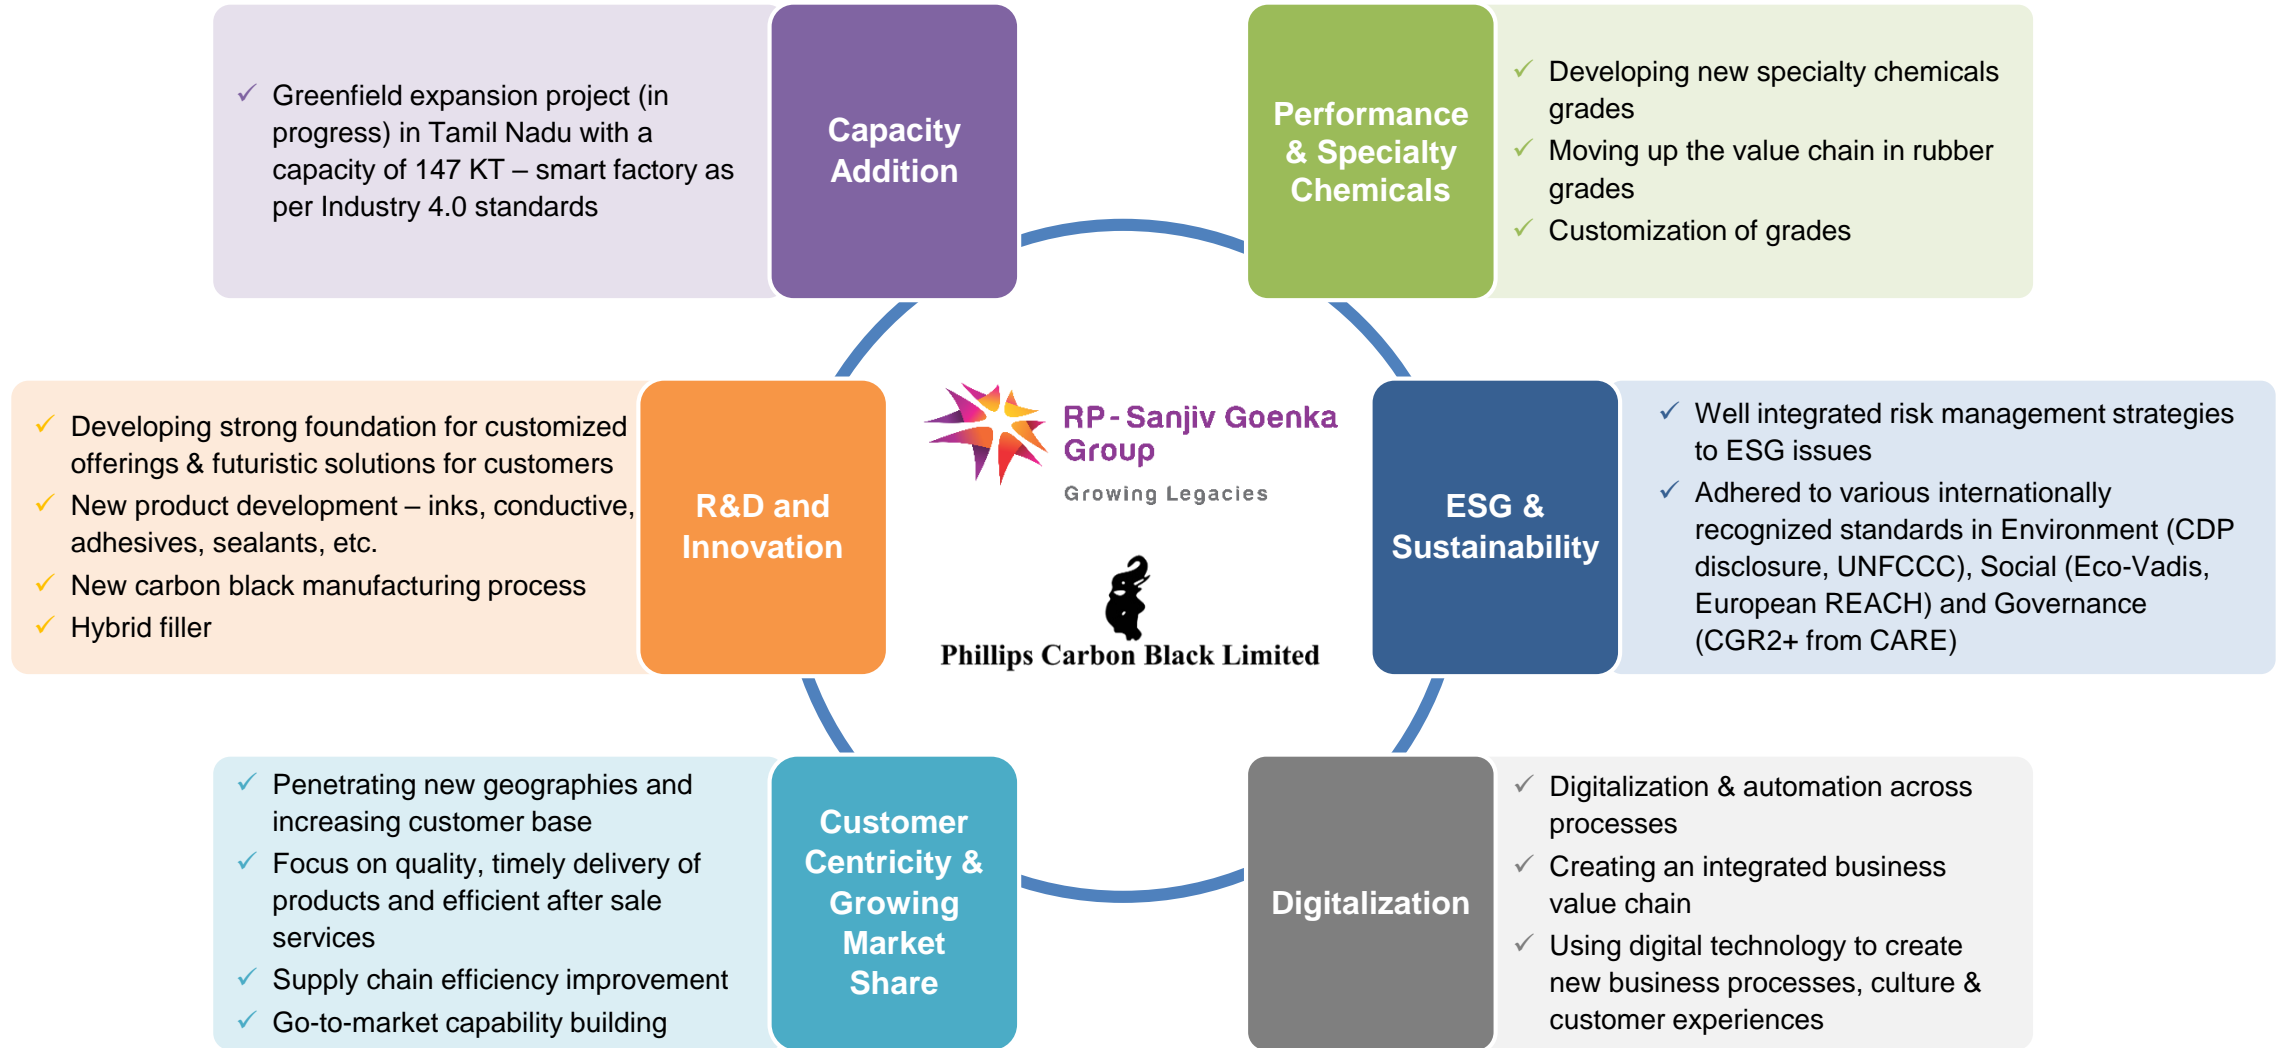 Greenfield expansion project (in
progress) in Tamil Nadu with a
capacity of 147 KT – smart factory as
per Industry 4.0 standards
Capacity
Addition
Performance
& Specialty
Chemicals
Developing new specialty chemicals
grades
Moving up the value chain in rubber
grades
Customization of grades
Developing strong foundation for customized
offerings & futuristic solutions for customers
New product development – inks, conductive,
adhesives, sealants, etc.
New carbon black manufacturing process
Hybrid filler
R&D and
Innovation
RP-Sanjiv Goenka
Group
Growing Legacies
Phillips Carbon Black Limited
ESG &
Sustainability
Well integrated risk management strategies
to ESG issues
Adhered to various internationally
recognized standards in Environment (CDP
disclosure, UNFCCC), Social (Eco-Vadis,
European REACH) and Governance
(CGR2+ from CARE)
Penetrating new geographies and
increasing customer base
Focus on quality, timely delivery of
products and efficient after sale
services
Supply chain efficiency improvement
Go-to-market capability building
Customer
Centricity &
Growing
Market
Share
Digitalization
Digitalization & automation across
processes
Creating an integrated business
value chain
Using digital technology to create
new business processes, culture &
customer experiences